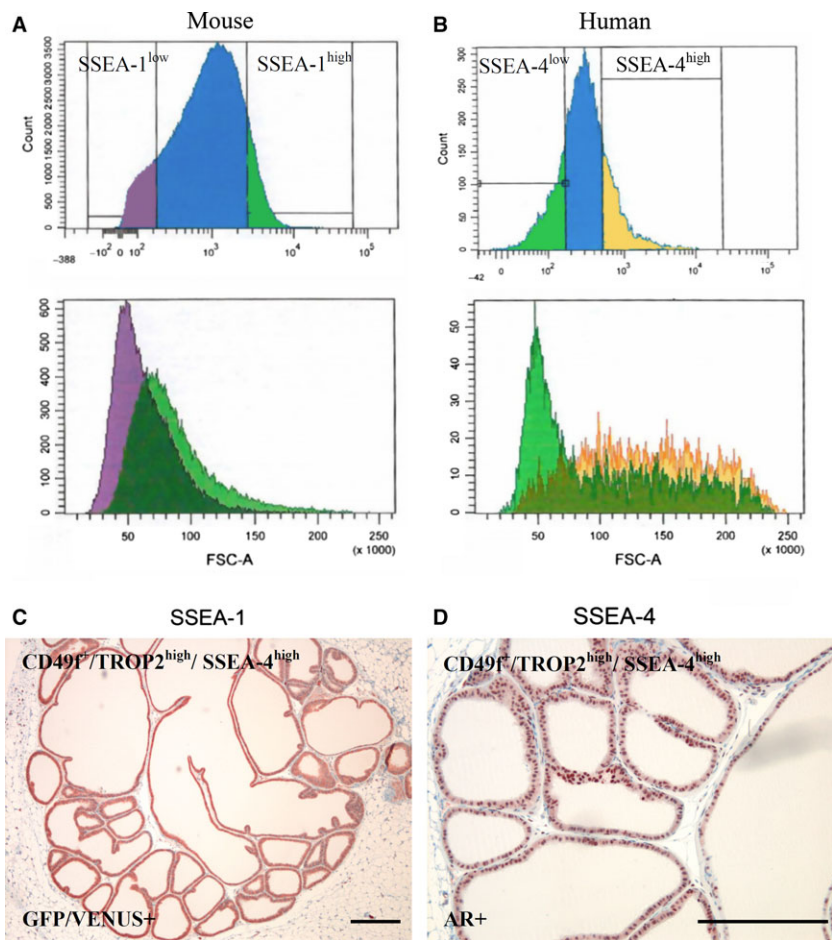 A
Mouse
B
Human
SSEA-1low
SSEA-1high
SSEA-4low
SSEA-4high
Count
0 500 1000 1500 2000 2500 3000 3500
-388
-10² 0 10² 10³ 10⁴ 10⁵
Count
0 50 100 150 200 250 300
-42
0 10² 10³ 10⁴ 10⁵
0 100 200 300 400 500 600
50 100 150 200 250
(x 1000)
FSC-A
0 10 20 30 40 50
50 100 150 200 250
(x 1000)
FSC-A
C
SSEA-1
D
SSEA-4
CD49f+/TROP2high/ SSEA-4high
GFP/VENUS+
CD49f+/TROP2high/ SSEA-4high
AR+